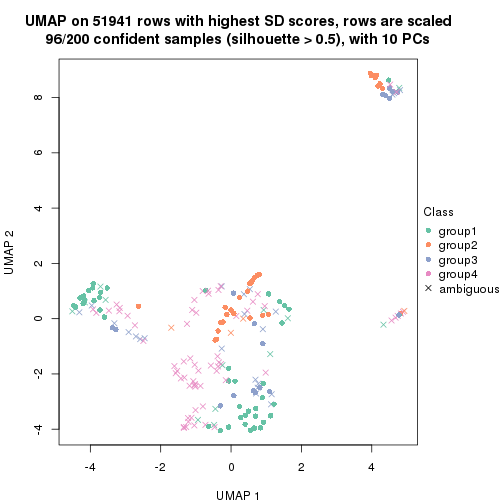 UMAP on 51941 rows with highest SD scores, rows are scaled
96/200 confident samples (silhouette > 0.5), with 10 PCs
8
6
4
2
0
-2
-4
UMAP 2
-4
-2
0
2
4
UMAP 1
Class
group1
group2
group3
group4
ambiguous